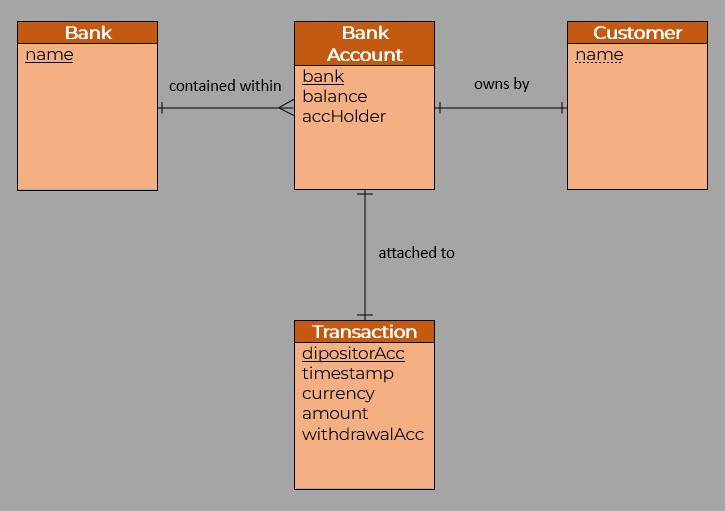 Bank
name
contained within
Bank
Account
bank
balance
accHolder
owns by
Customer
name
attached to
Transaction
dipositorAcc
timestamp
currency
amount
withdrawalAcc